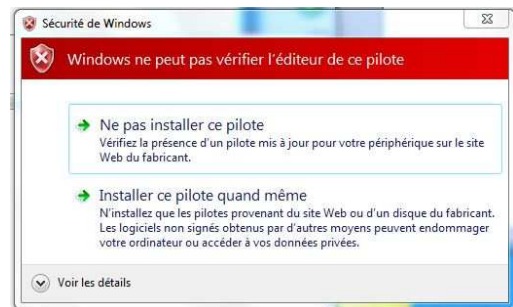 Sécurité de Windows
Windows ne peut pas vérifier l'éditeur de ce pilote
Ne pas installer ce pilote
Vérifiez la présence d'un pilote mis à jour pour votre périphérique sur le site
Web du fabricant.
Installer ce pilote quand même
N'installez que les pilotes provenant du site Web ou d'un disque du fabricant.
Les logiciels non signés obtenus par d'autres moyens peuvent endommager
votre ordinateur ou accéder à vos données privées.
Voir les détails